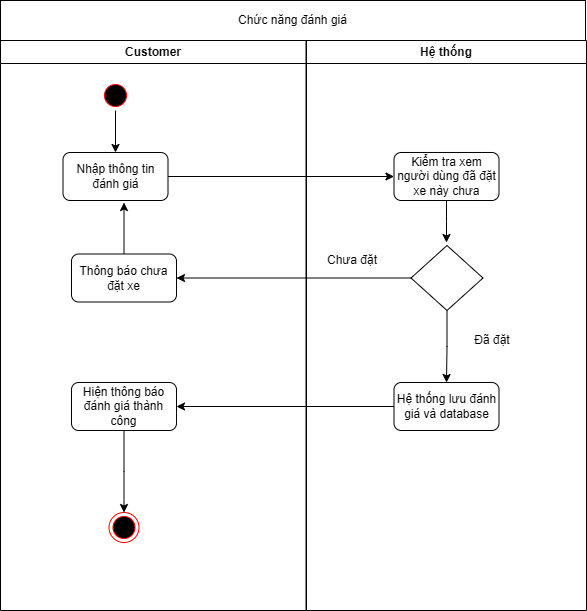 Chức năng đánh giá
Customer
Hệ thống
Nhập thông tin
đánh giá
Kiểm tra xem
người dùng đã đặt
xe này chưa
Chưa đặt
Thông báo chưa
đặt xe
Đã đặt
Hiện thông báo
đánh giá thành
công
Hệ thống lưu đánh
giá và database